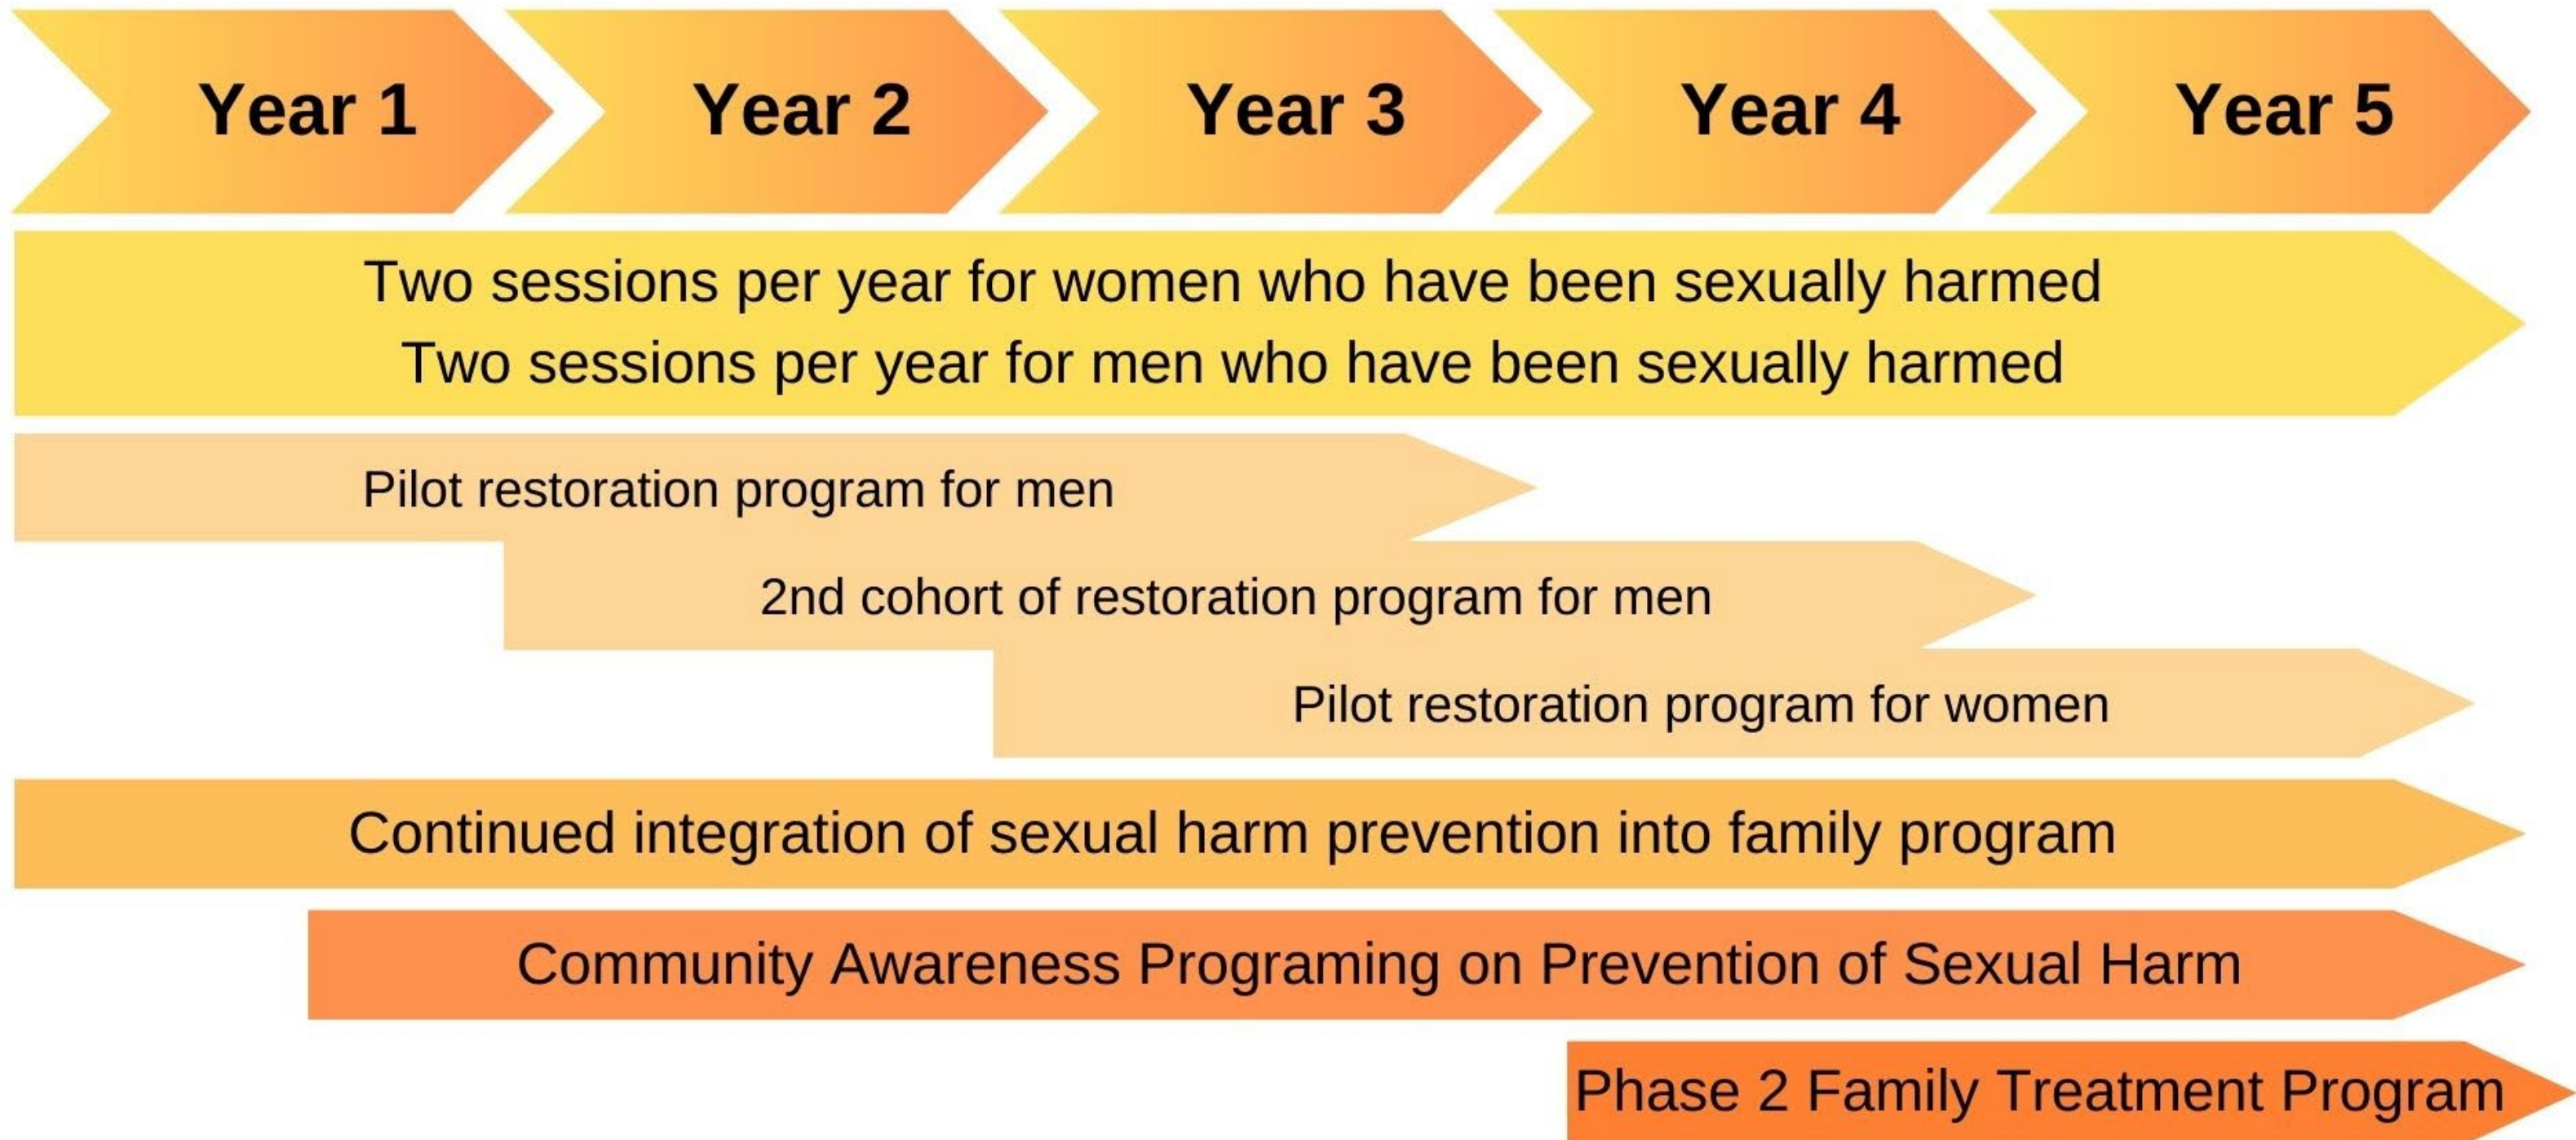 Year 1
Year 2
Year 3
Year 4
Year 5
Two sessions per year for women who have been sexually harmed
Two sessions per year for men who have been sexually harmed
Pilot restoration program for men
2nd cohort of restoration program for men
Pilot restoration program for women
Continued integration of sexual harm prevention into family program
Community Awareness Programing on Prevention of Sexual Harm
Phase 2 Family Treatment Program